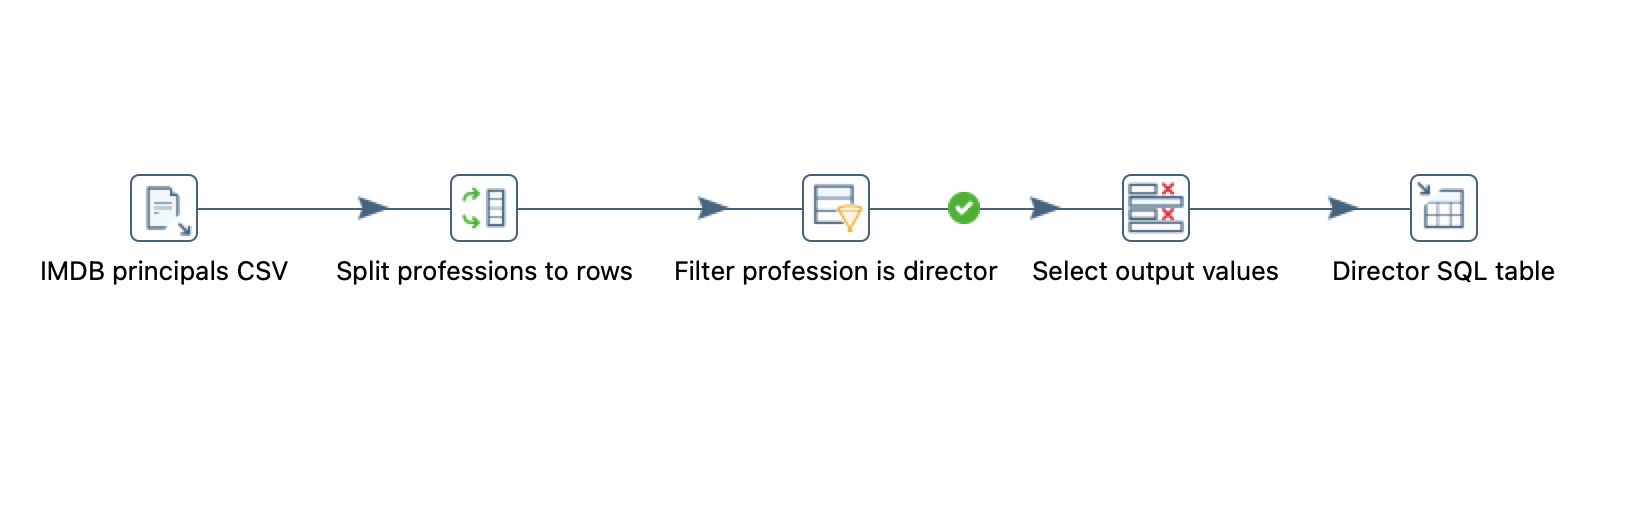 IMDB principals CSV
Split professions to rows
Filter profession is director
Select output values
Director SQL table